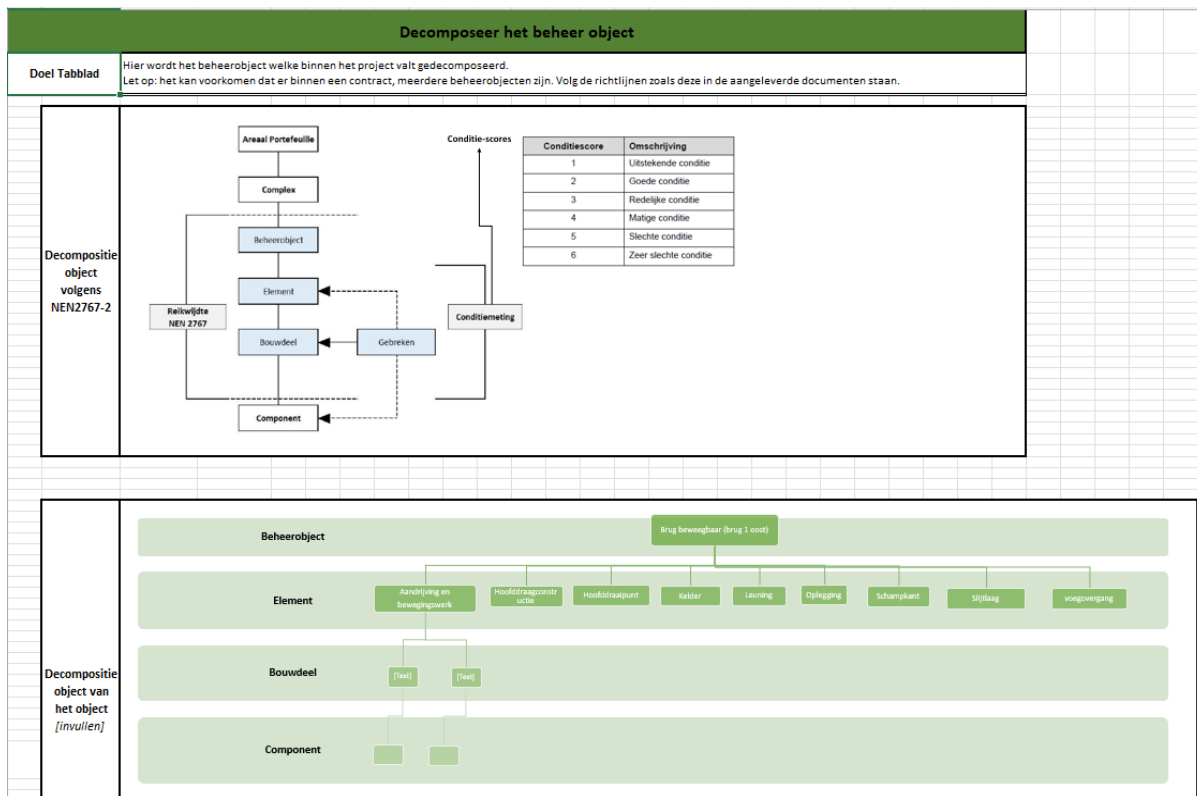 Decomposeer het beheer object
Doel Tabblad
Hier wordt het beheerobject welke binnen het project valt gedecomposeerd.
Let op: het kan voorkomen dat er binnen een contract, meerdere beheerobjecten zijn. Volg de richtlijnen zoals deze in de aangeleverde documenten staan.
Decompositie
object
volgens
NEN2767-2
Areaal Portefeuille
Complex
Beheerobject
Element
Bouwdeel
Component
Reikwijdte
NEN 2767
Gebreken
Conditiemeting
Conditie-scores
Conditiescore Omschrijving
1 Uitstekende conditie
2 Goede conditie
3 Redelijke conditie
4 Matige conditie
5 Slechte conditie
6 Zeer slechte conditie
Decompositie
object van
het object
[invullen]
Beheerobject
Brug beweegbaar (brug 1 oost)
Element
Aandrijving en
bewegingswerk
Hoofddraagconstr
uctie
Hoofddraaipunt
Kelder
Leuning
Oplegging
Schampkant
Slijtlaag
voegovergang
Bouwdeel
[Text]
[Text]
Component